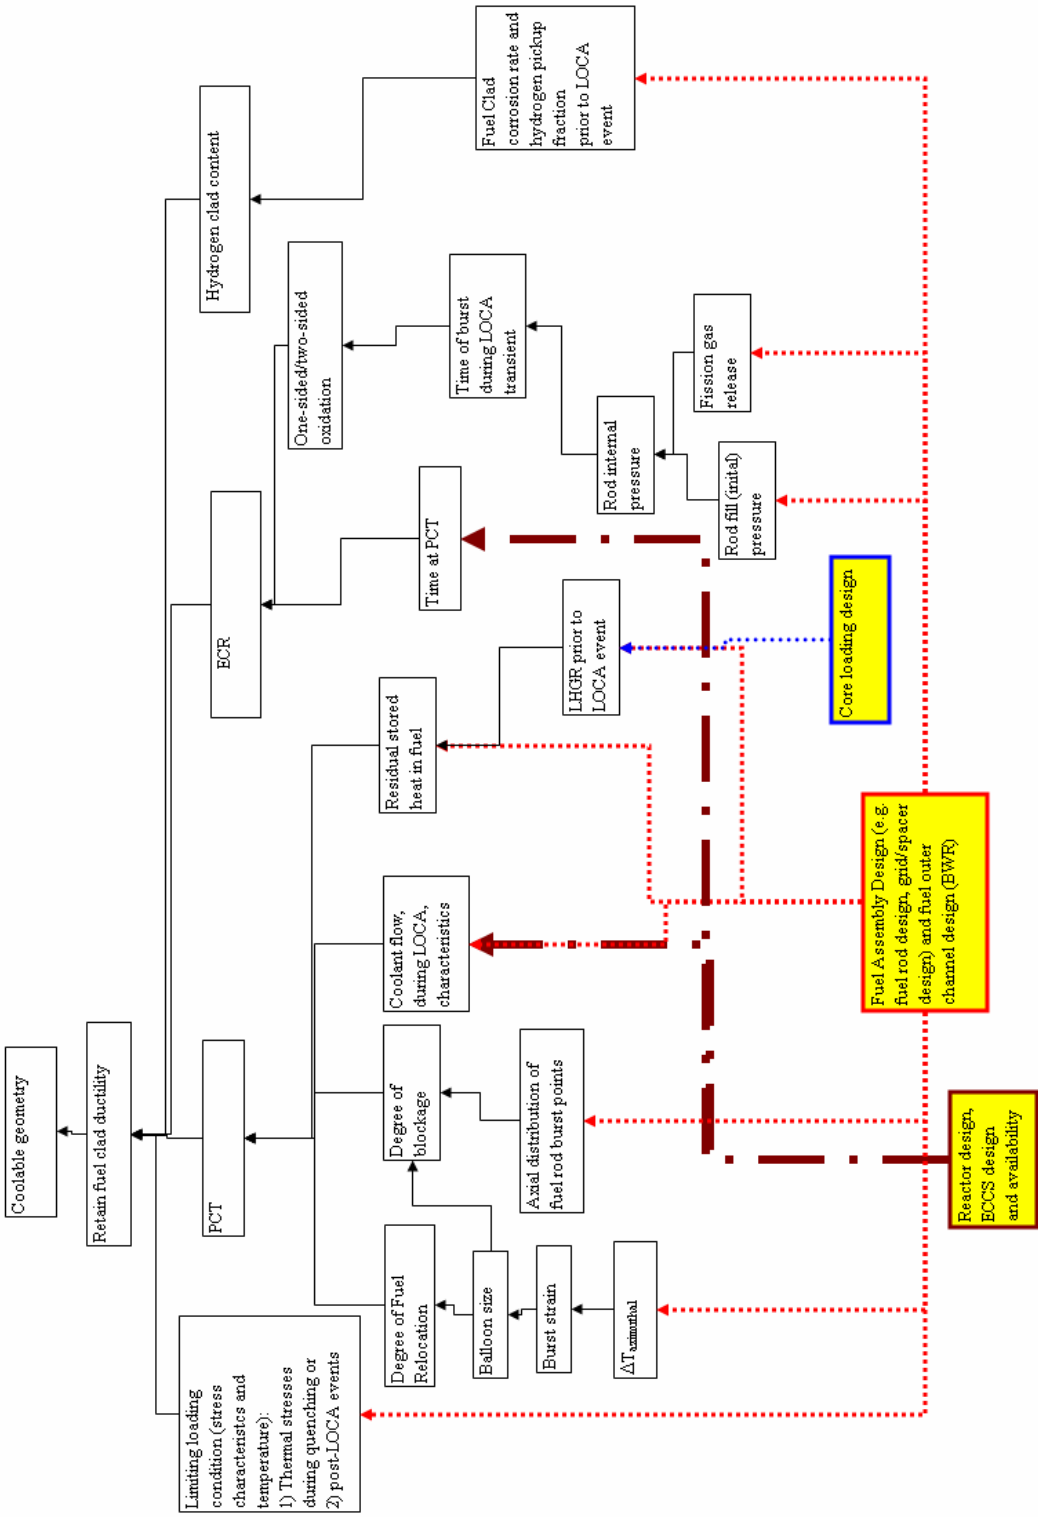 Coolable geometry
Retain fuel clad ductility
Limiting loading
condition (stress
characteristcs and
temperature):
1) Thermal stresses
during quenching or
2) post-LOCA events
PCT
ECR
Hydrogen clad content
Degree of Fuel
Relocation
Degree of
blockage
Coolant flow,
during LOCA,
characteristics
Residual stored
heat in fuel
Time at PCT
One-sided/two-sided
oxidation
Fuel Clad
corrosion rate and
hydrogen pickup
fraction
prior to LOCA
event
Balloon size
Axial distribution of
fuel rod burst points
LHGR prior to
LOCA event
Time of burst
during LOCA
transient
Burst strain
Rod internal
pressure
ΔTazimuthal
Rod fill (inital)
pressure
Fission gas
release
Core loading design
Fuel Assembly Design (e.g.
fuel rod design, grid/spacer
design) and fuel outer
channel design (BWR)
Reactor design,
ECCS design
and availability